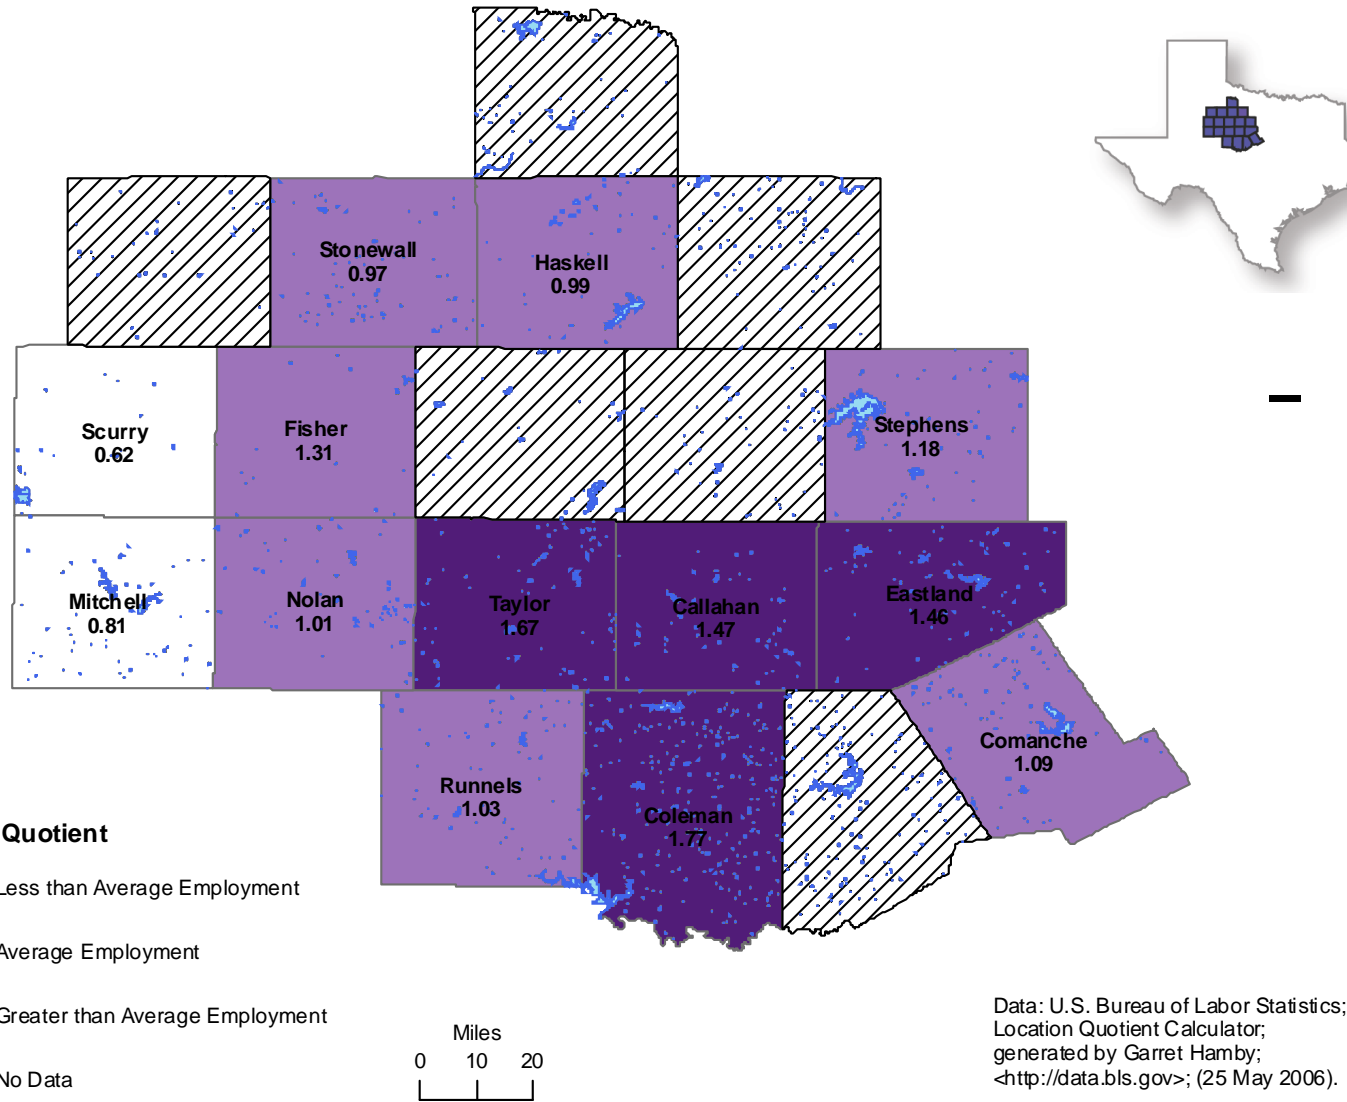 Stonewall
0.97
Haskell
0.99
Scurry
0.62
Fisher
1.31
Stephens
1.18
Mitchell
0.81
Nolan
1.01
Taylor
1.67
Callahan
1.47
Eastland
1.46
Comanche
1.09
Runnels
1.03
Coleman
1.77
Quotient
Less than Average Employment
Average Employment
Greater than Average Employment
No Data
Miles
0 10 20
Data: U.S. Bureau of Labor Statistics;
Location Quotient Calculator;
generated by Garret Hamby;
<http://data.bls.gov>; (25 May 2006).